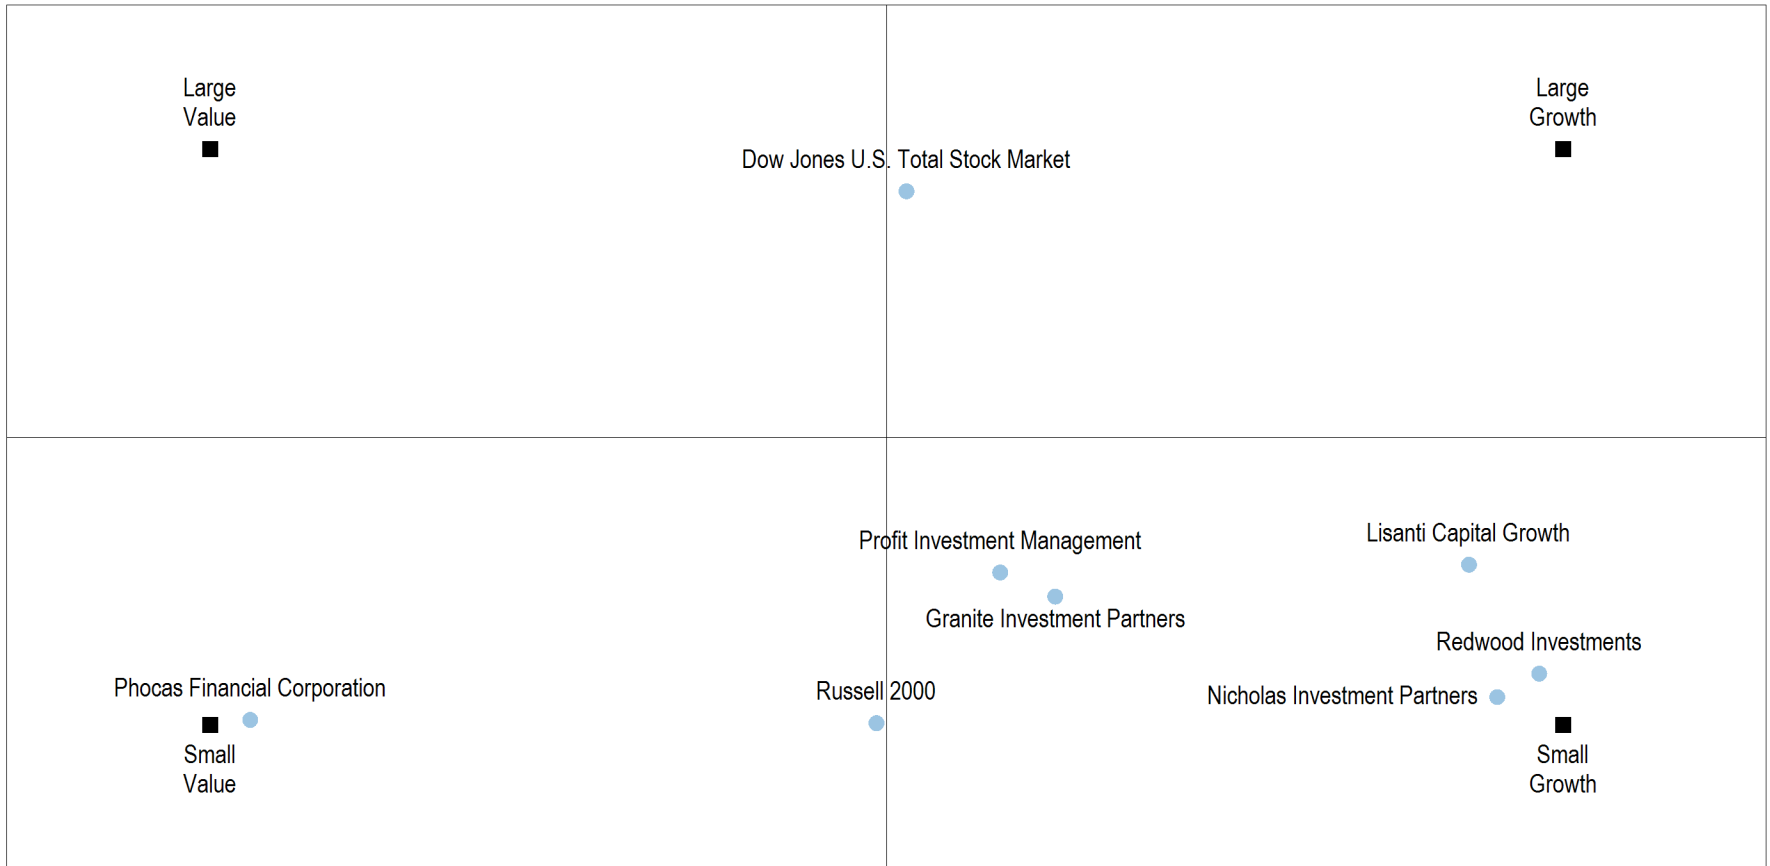 Large
Value
Large
Growth
Dow Jones U.S. Total Stock Market
Lisanti Capital Growth
Profit Investment Management
Granite Investment Partners
Redwood Investments
Phocas Financial Corporation
Russell 2000
Nicholas Investment Partners
Small
Value
Small
Growth